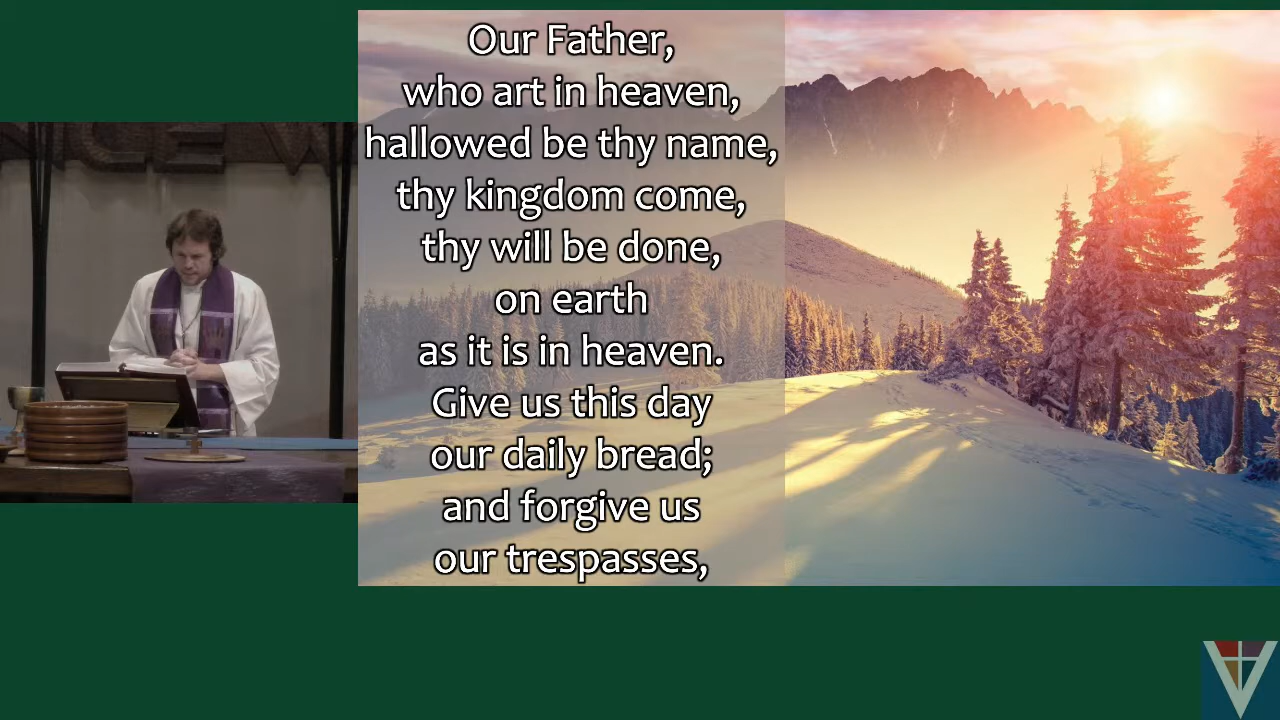 Our Father,
who art in heaven,
hallowed be thy name,
thy kingdom come,
thy will be done,
on earth
as it is in heaven.
Give us this day
our daily bread;
and forgive us
our trespasses,